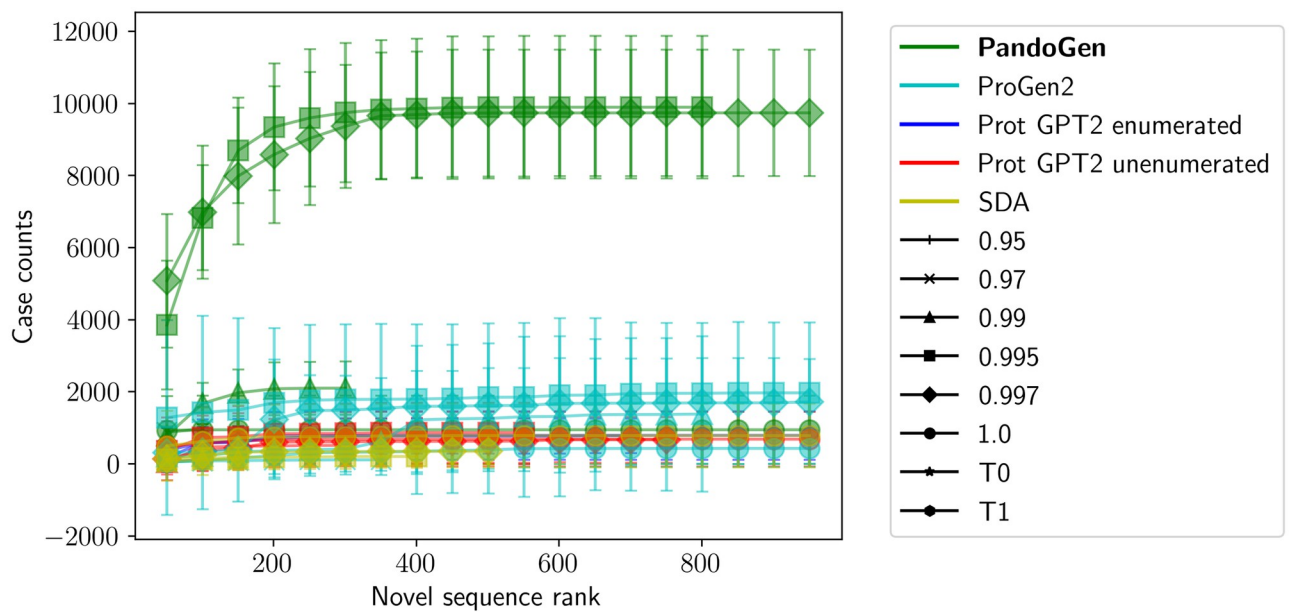 12000
10000
8000
6000
4000
2000
0
−2000
Case counts
200
400
600
800
Novel sequence rank
PandoGen
ProGen2
Prot GPT2 enumerated
Prot GPT2 unenumerated
SDA
0.95
0.97
0.99
0.995
0.997
1.0
T0
T1